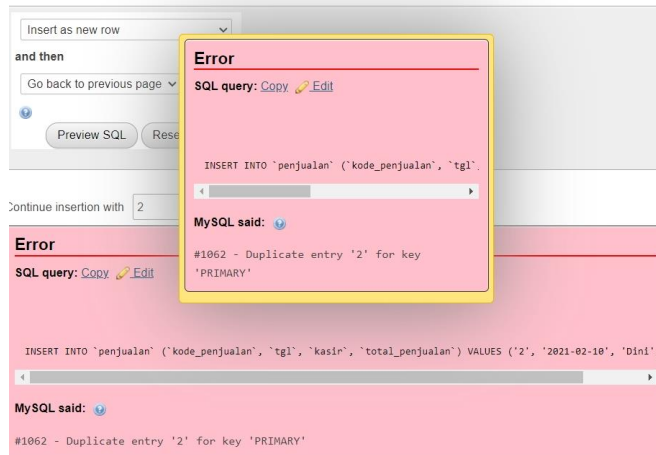 Insert as new row
and then
Go back to previous page
Preview SQL
Continue insertion with 2
Error
SQL query: Copy Edit
INSERT INTO `penjualan` (`kode_penjualan`, `tgl`,
MySQL said:
#1062 - Duplicate entry '2' for key
'PRIMARY'
Error
SQL query: Copy Edit
INSERT INTO `penjualan` (`kode_penjualan`, `tgl`, `kasir`, `total_penjualan`) VALUES ('2', '2021-02-10', 'Dini'
MySQL said:
#1062 - Duplicate entry '2' for key 'PRIMARY'